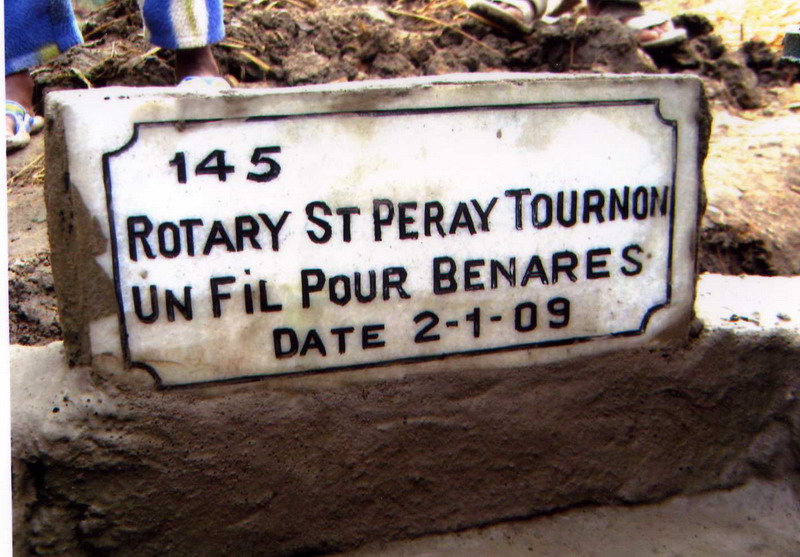 145
ROTARY ST PERAY TOURNON
UN FiL POUR BENARES
DATE 2-1-09